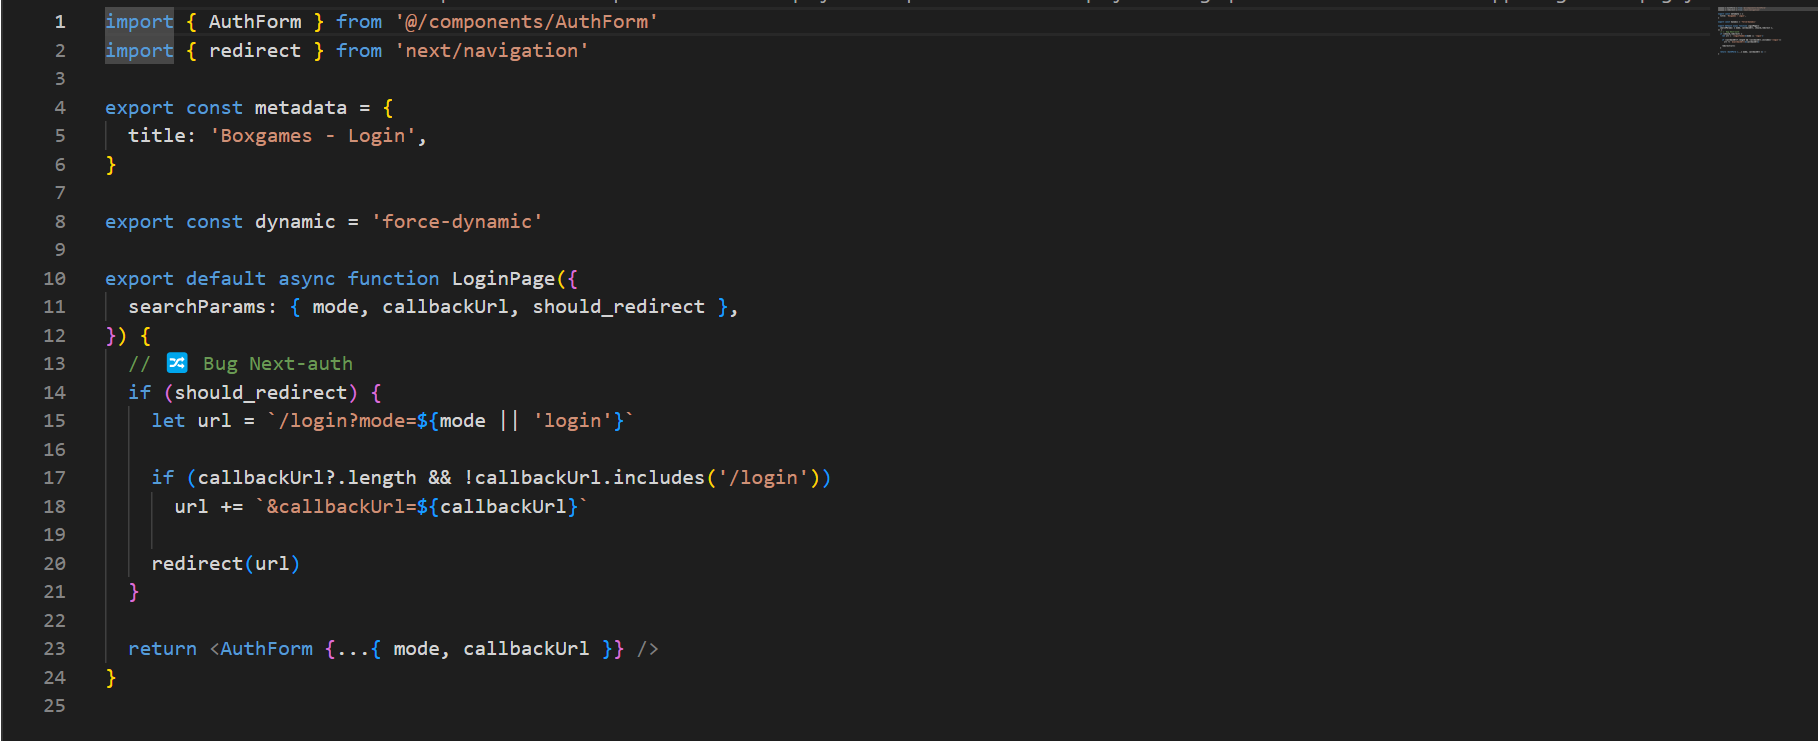 1 import { AuthForm } from '@/components/AuthForm'
2 import { redirect } from 'next/navigation'
3
4 export const metadata = {
5   title: 'Boxgames - Login',
6 }
7
8 export const dynamic = 'force-dynamic'
9
10 export default async function LoginPage({
11   searchParams: { mode, callbackUrl, should_redirect },
12 }) {
13   // 🔀 Bug Next-auth
14   if (should_redirect) {
15     let url = `/login?mode=${mode || 'login'}`
16
17     if (callbackUrl?.length && !callbackUrl.includes('/login'))
18       url += `&callbackUrl=${callbackUrl}`
19
20     redirect(url)
21   }
22
23   return <AuthForm {...{ mode, callbackUrl }} />
24 }
25